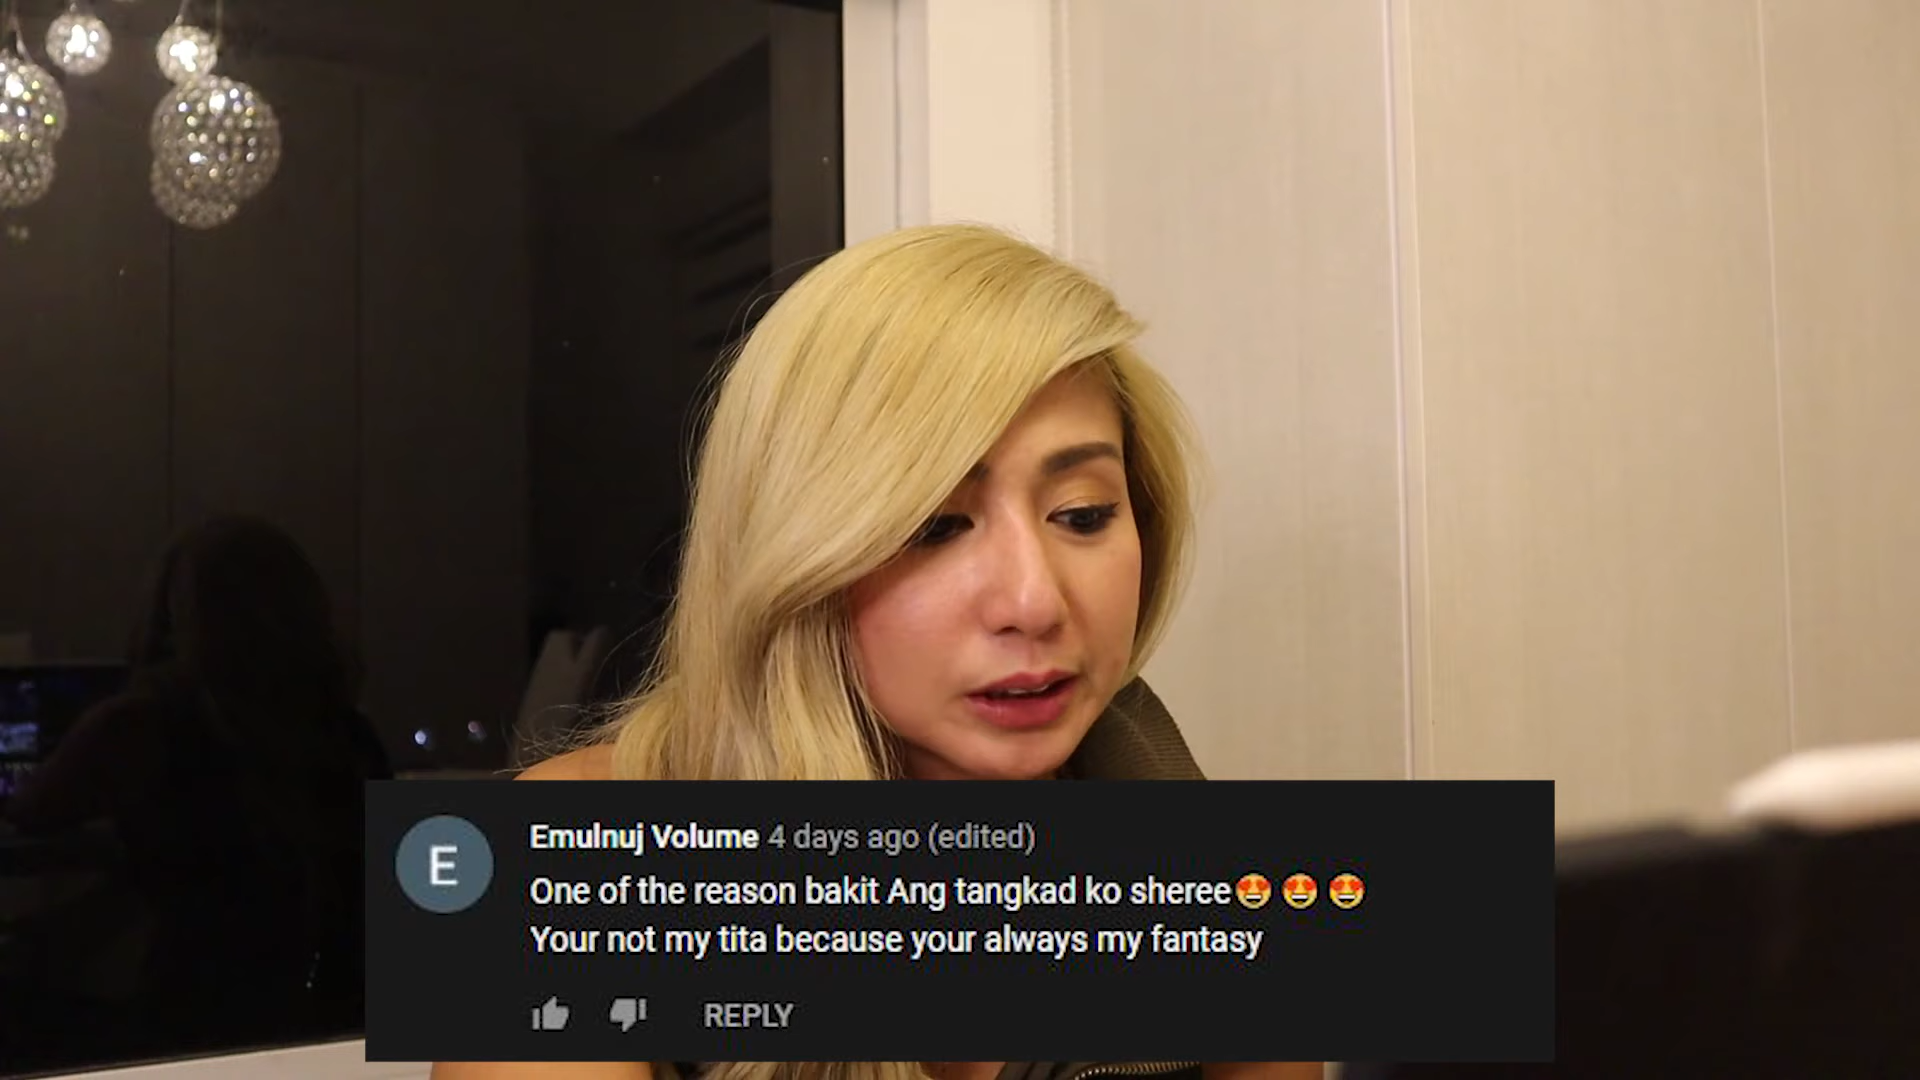 E
Emulnuj Volume 4 days ago (edited)
One of the reason bakit Ang tangkad ko sheree😍 😍 😍
Your not my tita because your always my fantasy
REPLY